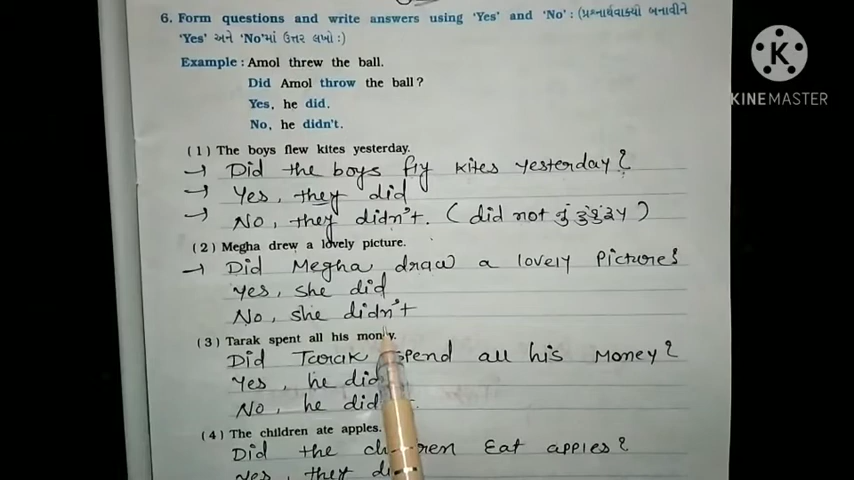 6. Form questions and write answers using 'Yes' and 'No' : (પ્રશ્નાર્થવાક્યો બનાવીને
'Yes' અને 'No'માં ઉત્તર લખો :)
Example : Amol threw the ball.
Did Amol throw the ball?
Yes, he did.
No, he didn't.
(1) The boys flew kites yesterday.
→ Did the boys fly kites yesterday?
→ Yes, they did
→ No, they didn't. (did not નું ટુંકુંરૂપ)
(2) Megha drew a lovely picture.
→ Did Megha draw a lovely picture?
Yes, she did
No, she didn't
(3) Tarak spent all his money.
Did Tarak spend all his money?
Yes, he did
No, he did
(4) The children ate apples.
Did the children Eat apples?
Yes, they
K
KINEMASTER